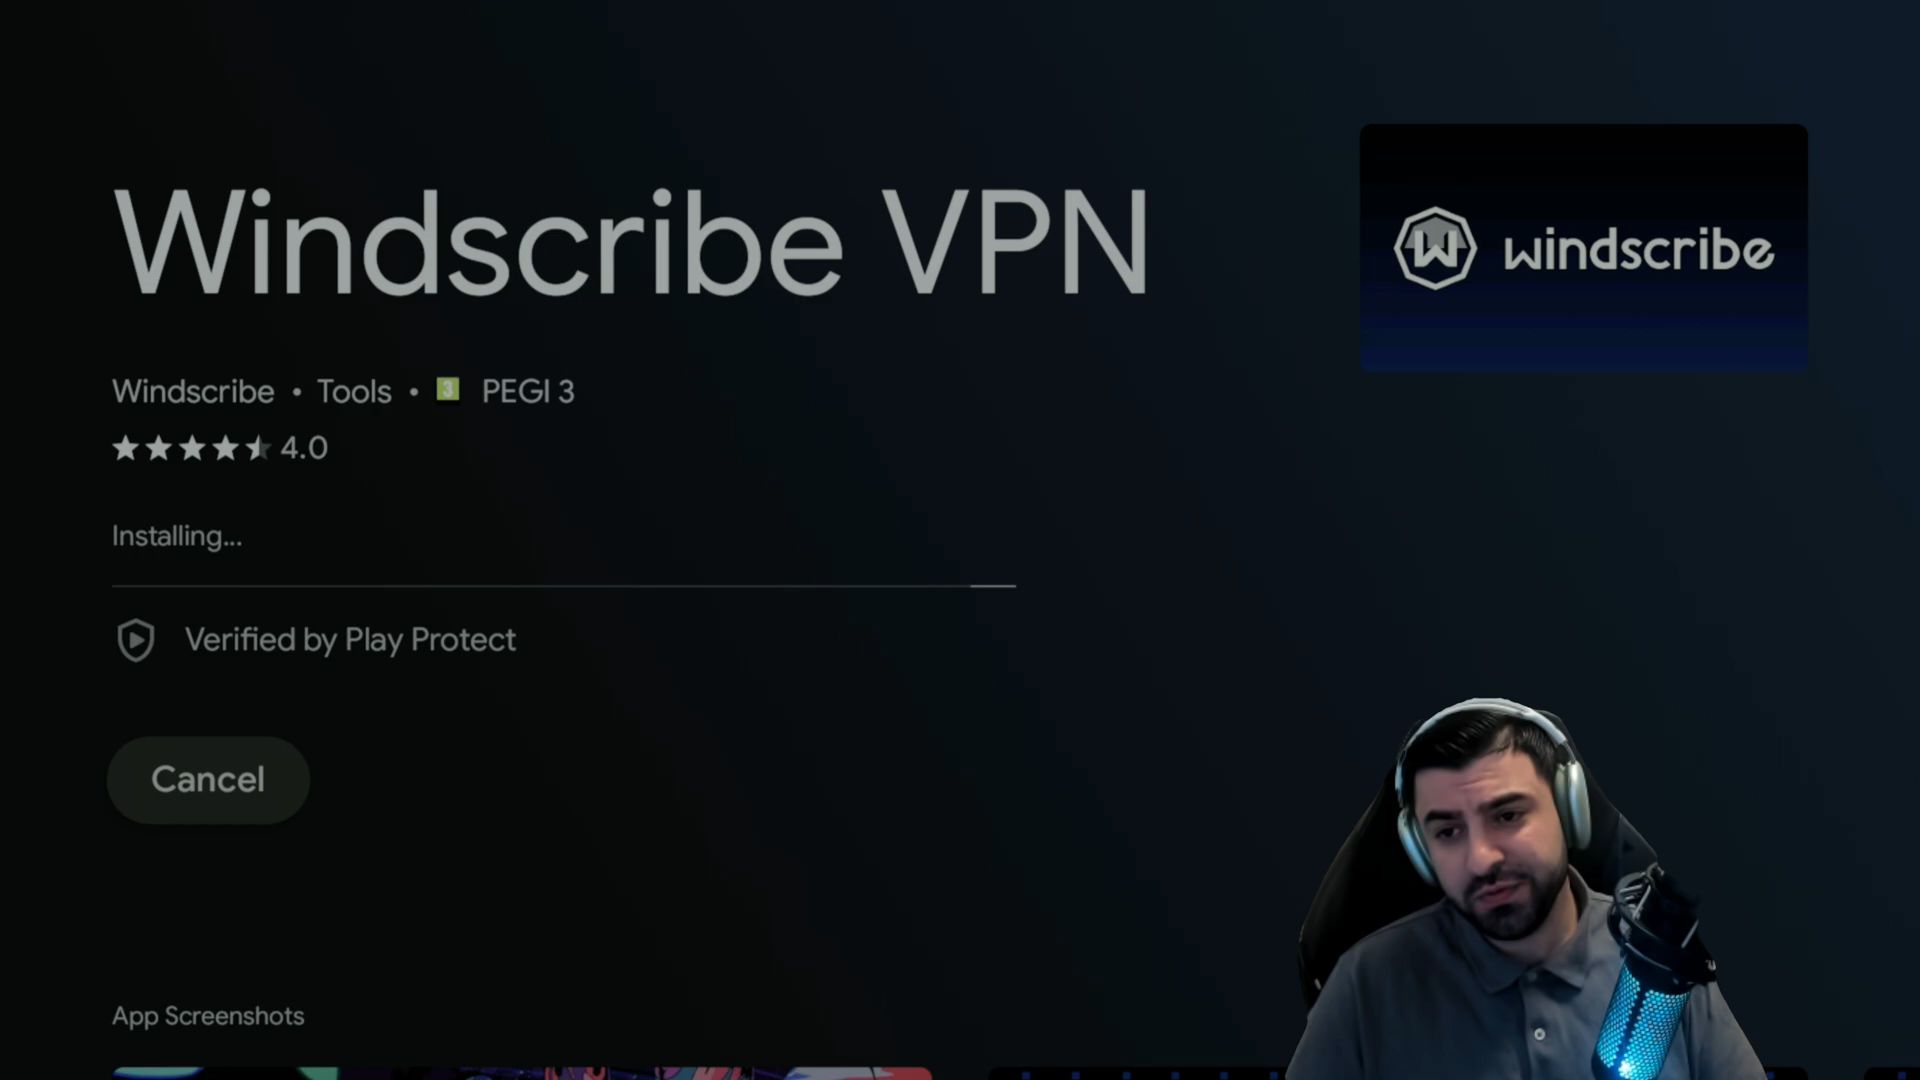 Windscribe VPN
windscribe
Windscribe • Tools • 3 PEGI 3
4.0
Installing...
Verified by Play Protect
Cancel
App Screenshots